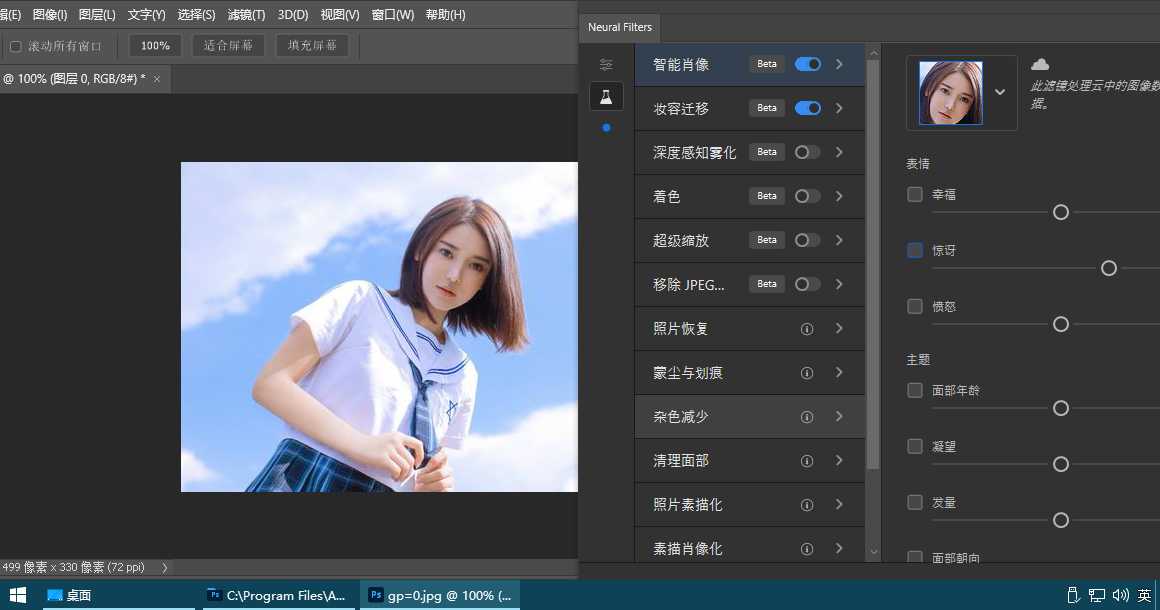 辑(E) 图像(I) 图层(L) 文字(Y) 选择(S) 滤镜(T) 3D(D) 视图(V) 窗口(W) 帮助(H)
滚动所有窗口 100% 适合屏幕 填充屏幕
@ 100% (图层 0, RGB/8#) * ×
499 像素 x 330 像素 (72 ppi)
Neural Filters
智能肖像 Beta
妆容迁移 Beta
深度感知雾化 Beta
着色 Beta
超级缩放 Beta
移除 JPEG... Beta
照片恢复
蒙尘与划痕
杂色减少
清理面部
照片素描化
素描肖像化
此滤镜处理云中的图像数
据。
表情
幸福
惊讶
愤怒
主题
面部年龄
凝望
发量
面部朝向
桌面 Ps C:\Program Files\A... Ps gp=0.jpg @ 100% (... 英